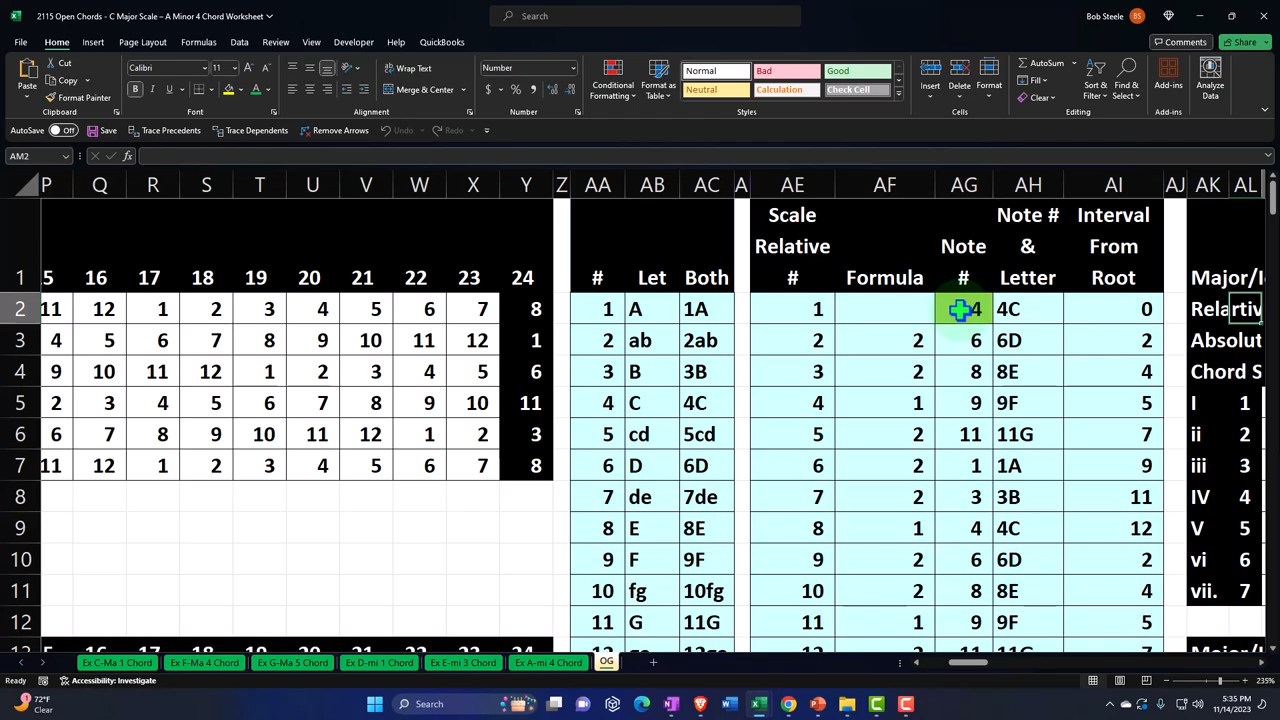 2115 Open Chords - C Major Scale – A Minor 4 Chord Worksheet
Search
Bob Steele BS
File Home Insert Page Layout Formulas Data Review View Developer Help QuickBooks
Comments Share
Paste Cut Copy Format Painter Clipboard
Calibri 11 B I U Font
Wrap Text Merge & Center Alignment
Number $ % Number
Conditional Formatting Format as Table
Normal Bad Good
Neutral Calculation Check Cell
Styles
Insert Delete Format Cells
AutoSum Fill Clear Sort & Filter Find & Select Editing
Add-ins Add-ins
Analyze Data
AutoSave Off Save Trace Precedents Trace Dependents Remove Arrows Undo Redo
AM2 fx
P Q R S T U V W X Y Z AA AB AC A AE AF AG AH AI AJ AK AL
Scale Note # Interval
Relative Note & From
1 .5 16 17 18 19 20 21 22 23 24 # Let Both # Formula # Letter Root Major/I
2 11 12 1 2 3 4 5 6 7 8 1 A 1A 1 4 4C 0 Relartiv
3 4 5 6 7 8 9 10 11 12 1 2 ab 2ab 2 2 6 6D 2 Absolut
4 9 10 11 12 1 2 3 4 5 6 3 B 3B 3 2 8 8E 4 Chord S
5 2 3 4 5 6 7 8 9 10 11 4 C 4C 4 1 9 9F 5 I 1
6 6 7 8 9 10 11 12 1 2 3 5 cd 5cd 5 2 11 11G 7 ii 2
7 11 12 1 2 3 4 5 6 7 8 6 D 6D 6 2 1 1A 9 iii 3
8 7 de 7de 7 2 3 3B 11 IV 4
9 8 E 8E 8 1 4 4C 12 V 5
10 9 F 9F 9 2 6 6D 2 vi 6
11 10 fg 10fg 10 2 8 8E 4 vii. 7
12 11 G 11G 11 1 9 9F 5
Ex C-Ma 1 Chord Ex F-Ma 4 Chord Ex G-Ma 5 Chord Ex D-mi 1 Chord Ex E-mi 3 Chord Ex A-mi 4 Chord OG
Ready Accessibility: Investigate 235%
72°F
Clear
Search
5:35 PM
11/14/2023